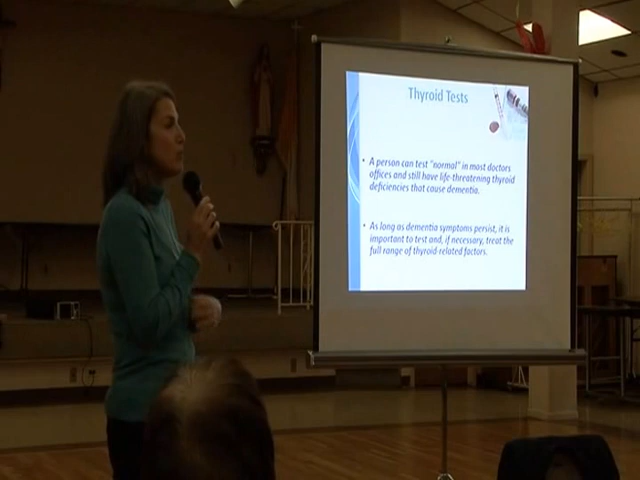 Thyroid Tests
• A person can test "normal" in most doctors
offices and still have life-threatening thyroid
deficiencies that cause dementia.
• As long as dementia symptoms persist, it is
important to test and, if necessary, treat the
full range of thyroid-related factors.